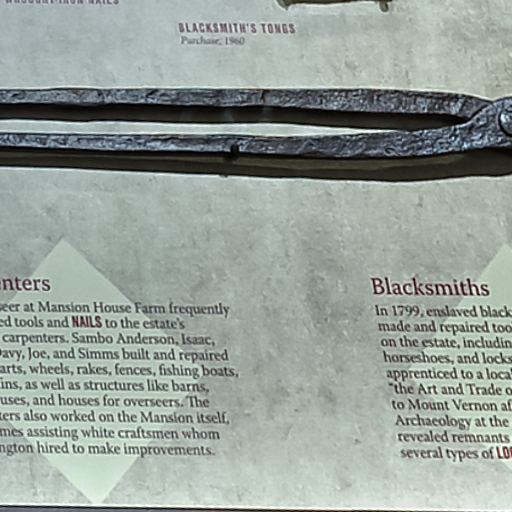 WROUGHT-IRON NAILS
BLACKSMITH'S TONGS
Purchase, 1960
enters
seer at Mansion House Farm frequently
ed tools and NAILS to the estate's
carpenters. Sambo Anderson, Isaac,
Davy, Joe, and Simms built and repaired
arts, wheels, rakes, fences, fishing boats,
ins, as well as structures like barns,
uses, and houses for overseers. The
ters also worked on the Mansion itself,
mes assisting white craftsmen whom
ngton hired to make improvements.
Blacksmiths
In 1799, enslaved black
made and repaired too
on the estate, includin
horseshoes, and locks
apprenticed to a loca
"the Art and Trade o
to Mount Vernon af
Archaeology at the
revealed remnants
several types of LO